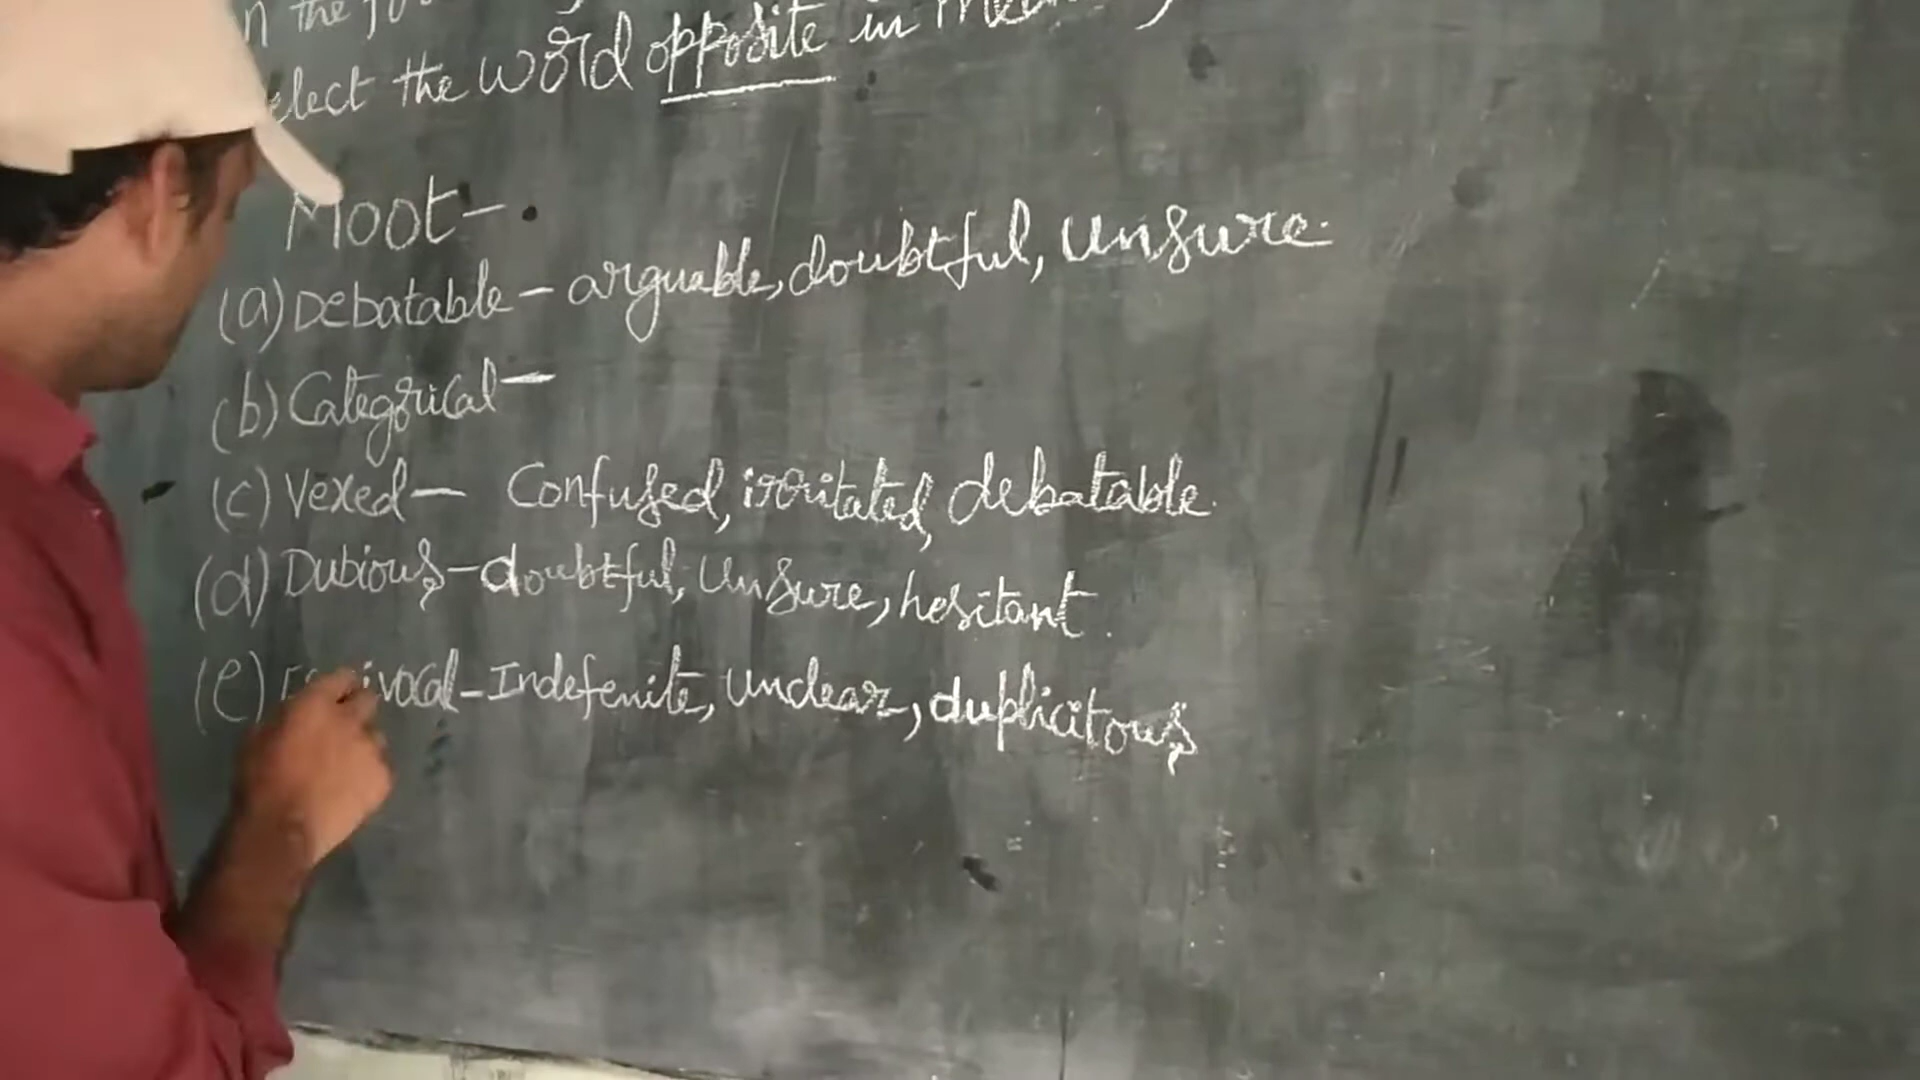 the
elect the word opposite in
Moot-
(a) Debatable - arguable, doubtful, unsure.
(b) Categorical -
(c) Vexed - Confused, irritated, debatable.
(d) Dubious - doubtful, Unsure, hesitant.
(e) - Indefenite, unclear, duplicitous